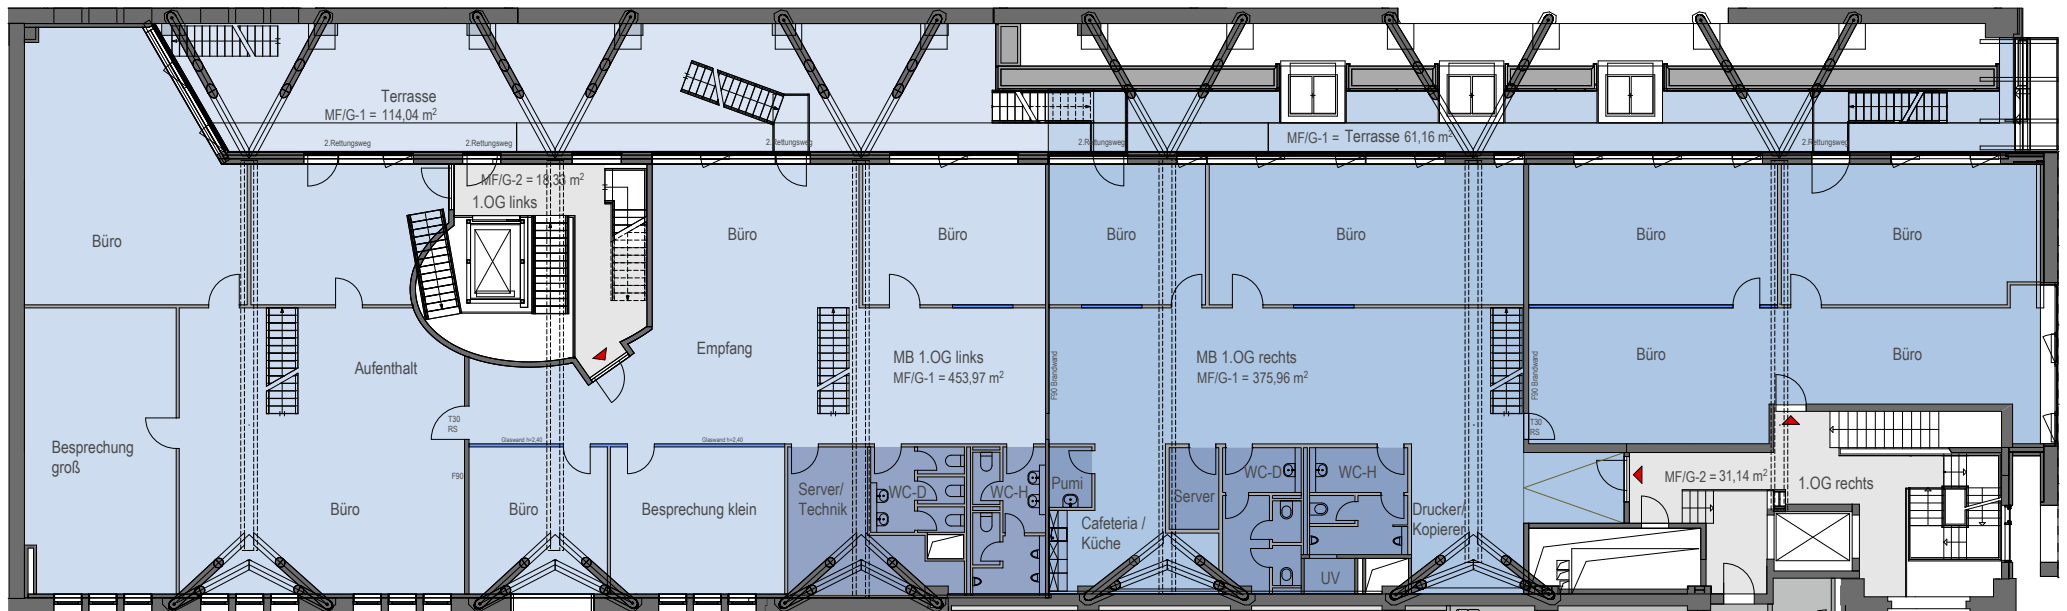 Terrasse
MF/G-1 = 114,04 m²
MF/G-1 = Terrasse 61,16 m²
2.Rettungsweg
2.Rettungsweg
2.Rettungsweg
2.Rettungsweg
2.Rettungsweg
MF/G-2 = 18,33 m²
1.OG links
Büro
Büro
Büro
Büro
Büro
Büro
Büro
Empfang
Aufenthalt
MB 1.OG links
MF/G-1 = 453,97 m²
MB 1.OG rechts
MF/G-1 = 375,96 m²
Büro
Büro
F90 Brandwand
F90 Brandwand
T30
RS
T30
RS
Glaswand h=2,40
Glaswand h=2,40
Besprechung
groß
F90
Büro
Büro
Besprechung klein
Server/
Technik
WC-D
WC-H
Pumi
Cafeteria /
Küche
Server
WC-D
WC-H
UV
Drucker/
Kopieren
MF/G-2 = 31,14 m²
1.OG rechts